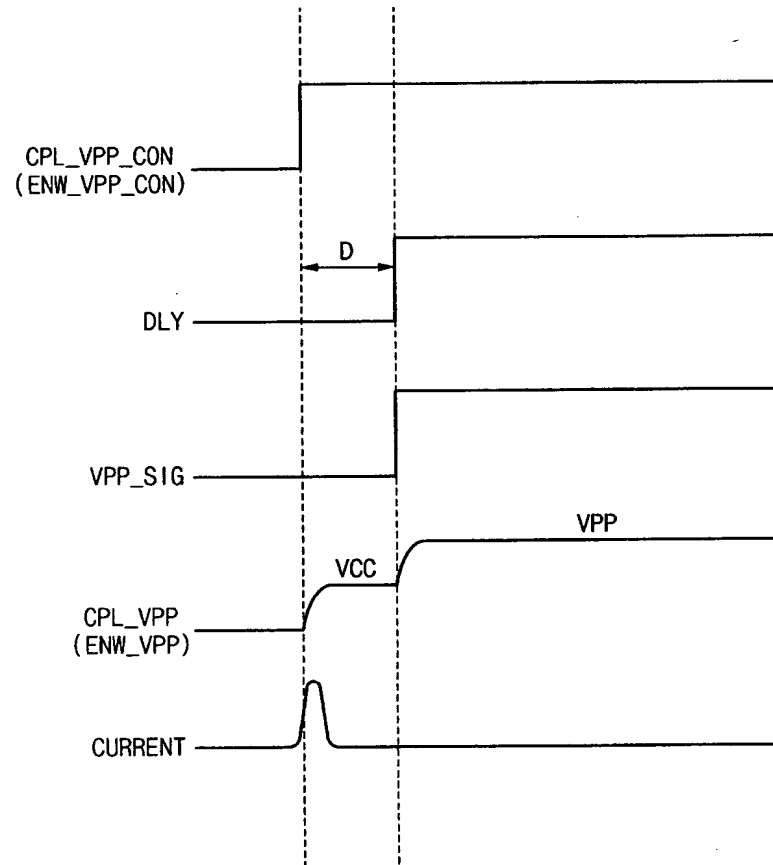 CPL_VPP_CON
(ENW_VPP_CON)
D
DLY
VPP_SIG
VPP
VCC
CPL_VPP
(ENW_VPP)
CURRENT